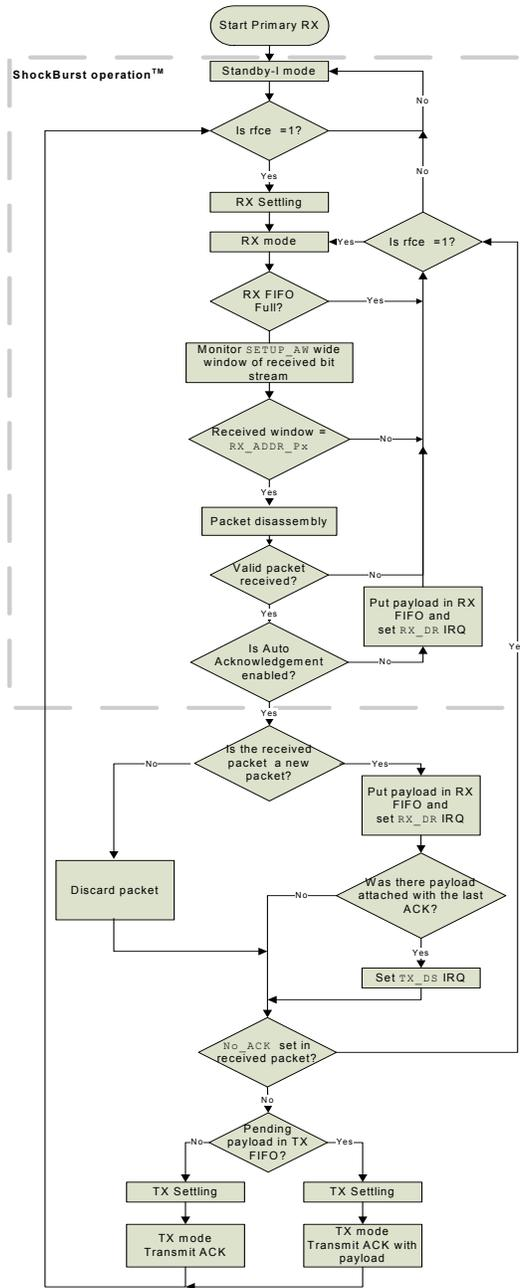 Start Primary RX
ShockBurst operation™
Standby-I mode
No
Is rfce =1?
No
Yes
RX Settling
RX mode
Yes
Is rfce =1?
RX FIFO
Full?
Yes
Monitor SETUP_AW wide
window of received bit
stream
Received window =
RX_ADDR_Px
No
Yes
Packet disassembly
Valid packet
received?
No
Yes
Put payload in RX
FIFO and
set RX_DR IRQ
Is Auto
Acknowledgement
enabled?
No
Ye
Yes
Is the received
packet a new
packet?
No
Yes
Put payload in RX
FIFO and
set RX_DR IRQ
Discard packet
Was there payload
attached with the last
ACK?
No
Yes
Set TX_DS IRQ
No_ACK set in
received packet?
No
Pending
payload in TX
FIFO?
No
Yes
TX Settling
TX Settling
TX mode
Transmit ACK
TX mode
Transmit ACK with
payload